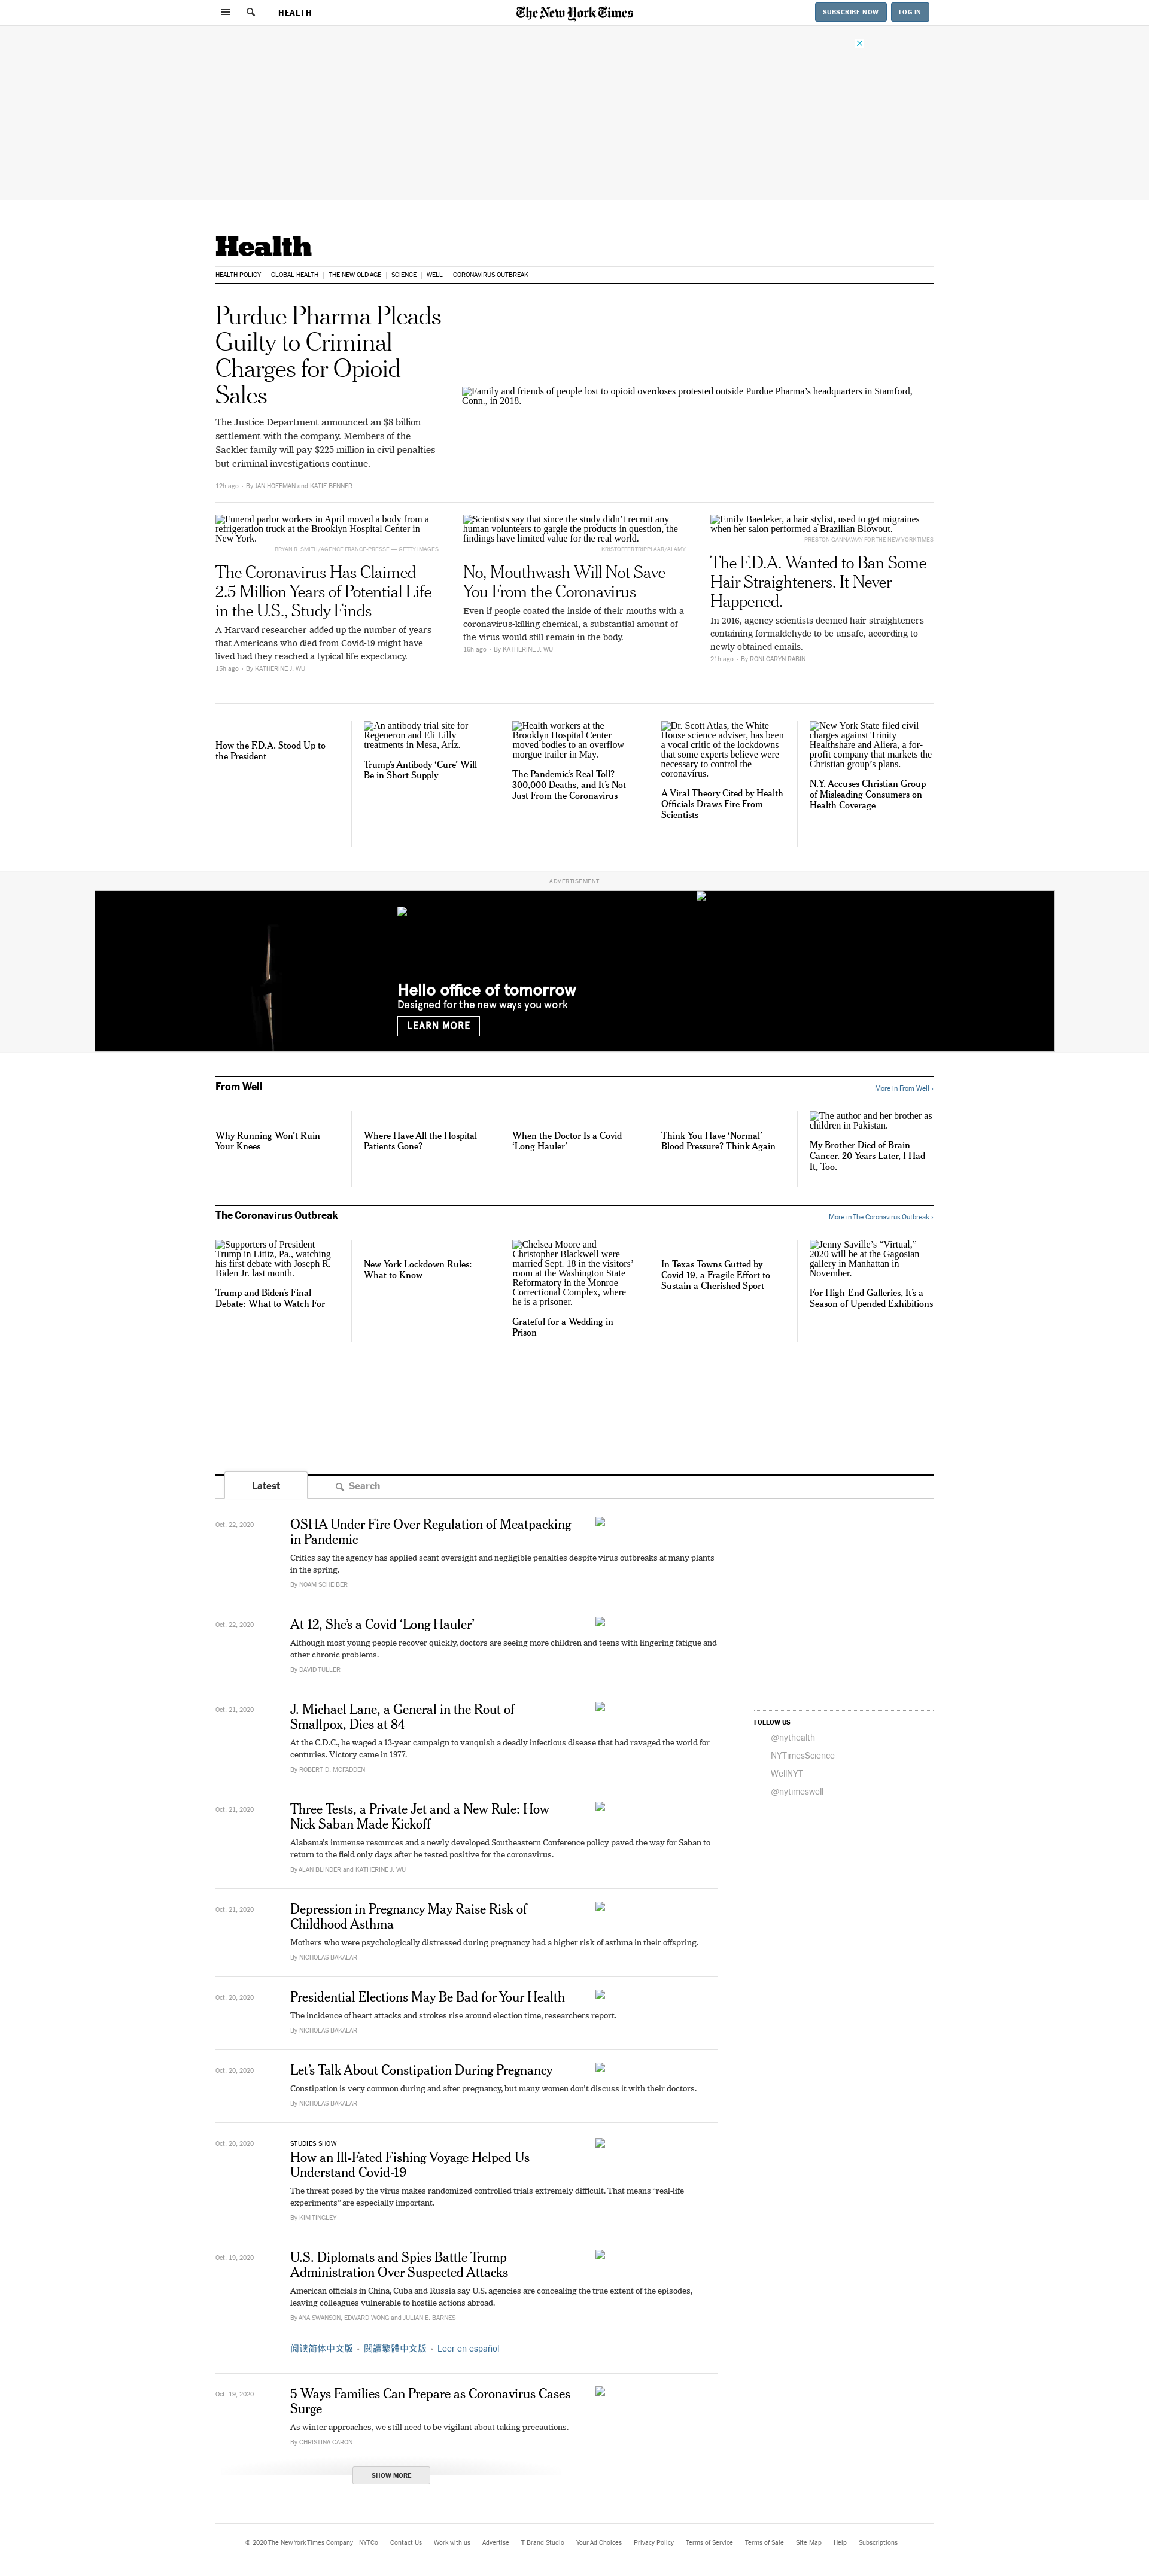 HEALTH
The New York Times
SUBSCRIBE NOW
LOG IN
Health
HEALTH POLICY
GLOBAL HEALTH
THE NEW OLD AGE
SCIENCE
WELL
CORONAVIRUS OUTBREAK
Purdue Pharma Pleads
Guilty to Criminal
Charges for Opioid
Sales
The Justice Department announced an $8 billion
settlement with the company. Members of the
Sackler family will pay $225 million in civil penalties
but criminal investigations continue.
12h ago • By JAN HOFFMAN and KATIE BENNER
Family and friends of people lost to opioid overdoses protested outside Purdue Pharma's headquarters in Stamford,
Conn., in 2018.
Funeral parlor workers in April moved a body from a
refrigeration truck at the Brooklyn Hospital Center in
New York.
BRYAN R. SMITH/AGENCE FRANCE-PRESSE — GETTY IMAGES
The Coronavirus Has Claimed
2.5 Million Years of Potential Life
in the U.S., Study Finds
A Harvard researcher added up the number of years
that Americans who died from Covid-19 might have
lived had they reached a typical life expectancy.
15h ago • By KATHERINE J. WU
Scientists say that since the study didn't recruit any
human volunteers to gargle the products in question, the
findings have limited value for the real world.
KRISTOFFER TRIPPLAAR/ALAMY
No, Mouthwash Will Not Save
You From the Coronavirus
Even if people coated the inside of their mouths with a
coronavirus-killing chemical, a substantial amount of
the virus would still remain in the body.
16h ago • By KATHERINE J. WU
Emily Baedeker, a hair stylist, used to get migraines
when her salon performed a Brazilian Blowout.
PRESTON GANNAWAY FOR THE NEW YORK TIMES
The F.D.A. Wanted to Ban Some
Hair Straighteners. It Never
Happened.
In 2016, agency scientists deemed hair straighteners
containing formaldehyde to be unsafe, according to
newly obtained emails.
21h ago • By RONI CARYN RABIN
How the F.D.A. Stood Up to
the President
An antibody trial site for
Regeneron and Eli Lilly
treatments in Mesa, Ariz.
Trump's Antibody 'Cure' Will
Be in Short Supply
Health workers at the
Brooklyn Hospital Center
moved bodies to an overflow
morgue trailer in May.
The Pandemic's Real Toll?
300,000 Deaths, and It's Not
Just From the Coronavirus
Dr. Scott Atlas, the White
House science adviser, has been
a vocal critic of the lockdowns
that some experts believe were
necessary to control the
coronavirus.
A Viral Theory Cited by Health
Officials Draws Fire From
Scientists
New York State filed civil
charges against Trinity
Healthshare and Aliera, a for-
profit company that markets the
Christian group's plans.
N.Y. Accuses Christian Group
of Misleading Consumers on
Health Coverage
ADVERTISEMENT
Hello office of tomorrow
Designed for the new ways you work
LEARN MORE
From Well
More in From Well ›
Why Running Won't Ruin
Your Knees
Where Have All the Hospital
Patients Gone?
When the Doctor Is a Covid
'Long Hauler'
Think You Have 'Normal'
Blood Pressure? Think Again
The author and her brother as
children in Pakistan.
My Brother Died of Brain
Cancer. 20 Years Later, I Had
It, Too.
The Coronavirus Outbreak
More in The Coronavirus Outbreak ›
Supporters of President
Trump in Lititz, Pa., watching
his first debate with Joseph R.
Biden Jr. last month.
Trump and Biden's Final
Debate: What to Watch For
New York Lockdown Rules:
What to Know
Chelsea Moore and
Christopher Blackwell were
married Sept. 18 in the visitors'
room at the Washington State
Reformatory in the Monroe
Correctional Complex, where
he is a prisoner.
Grateful for a Wedding in
Prison
In Texas Towns Gutted by
Covid-19, a Fragile Effort to
Sustain a Cherished Sport
Jenny Saville's "Virtual,"
2020 will be at the Gagosian
gallery in Manhattan in
November.
For High-End Galleries, It's a
Season of Upended Exhibitions
Latest
Search
Oct. 22, 2020
OSHA Under Fire Over Regulation of Meatpacking
in Pandemic
Critics say the agency has applied scant oversight and negligible penalties despite virus outbreaks at many plants
in the spring.
By NOAM SCHEIBER
Oct. 22, 2020
At 12, She's a Covid 'Long Hauler'
Although most young people recover quickly, doctors are seeing more children and teens with lingering fatigue and
other chronic problems.
By DAVID TULLER
Oct. 21, 2020
J. Michael Lane, a General in the Rout of
Smallpox, Dies at 84
At the C.D.C., he waged a 13-year campaign to vanquish a deadly infectious disease that had ravaged the world for
centuries. Victory came in 1977.
By ROBERT D. MCFADDEN
FOLLOW US
@nythealth
NYTimesScience
WellNYT
@nytimeswell
Oct. 21, 2020
Three Tests, a Private Jet and a New Rule: How
Nick Saban Made Kickoff
Alabama's immense resources and a newly developed Southeastern Conference policy paved the way for Saban to
return to the field only days after he tested positive for the coronavirus.
By ALAN BLINDER and KATHERINE J. WU
Oct. 21, 2020
Depression in Pregnancy May Raise Risk of
Childhood Asthma
Mothers who were psychologically distressed during pregnancy had a higher risk of asthma in their offspring.
By NICHOLAS BAKALAR
Oct. 20, 2020
Presidential Elections May Be Bad for Your Health
The incidence of heart attacks and strokes rise around election time, researchers report.
By NICHOLAS BAKALAR
Oct. 20, 2020
Let's Talk About Constipation During Pregnancy
Constipation is very common during and after pregnancy, but many women don't discuss it with their doctors.
By NICHOLAS BAKALAR
Oct. 20, 2020
STUDIES SHOW
How an Ill-Fated Fishing Voyage Helped Us
Understand Covid-19
The threat posed by the virus makes randomized controlled trials extremely difficult. That means "real-life
experiments" are especially important.
By KIM TINGLEY
Oct. 19, 2020
U.S. Diplomats and Spies Battle Trump
Administration Over Suspected Attacks
American officials in China, Cuba and Russia say U.S. agencies are concealing the true extent of the episodes,
leaving colleagues vulnerable to hostile actions abroad.
By ANA SWANSON, EDWARD WONG and JULIAN E. BARNES
阅读简体中文版 • 閱讀繁體中文版 • Leer en español
Oct. 19, 2020
5 Ways Families Can Prepare as Coronavirus Cases
Surge
As winter approaches, we still need to be vigilant about taking precautions.
By CHRISTINA CARON
SHOW MORE
© 2020 The New York Times Company NYTCo Contact Us Work with us Advertise T Brand Studio Your Ad Choices Privacy Policy Terms of Service Terms of Sale Site Map Help Subscriptions